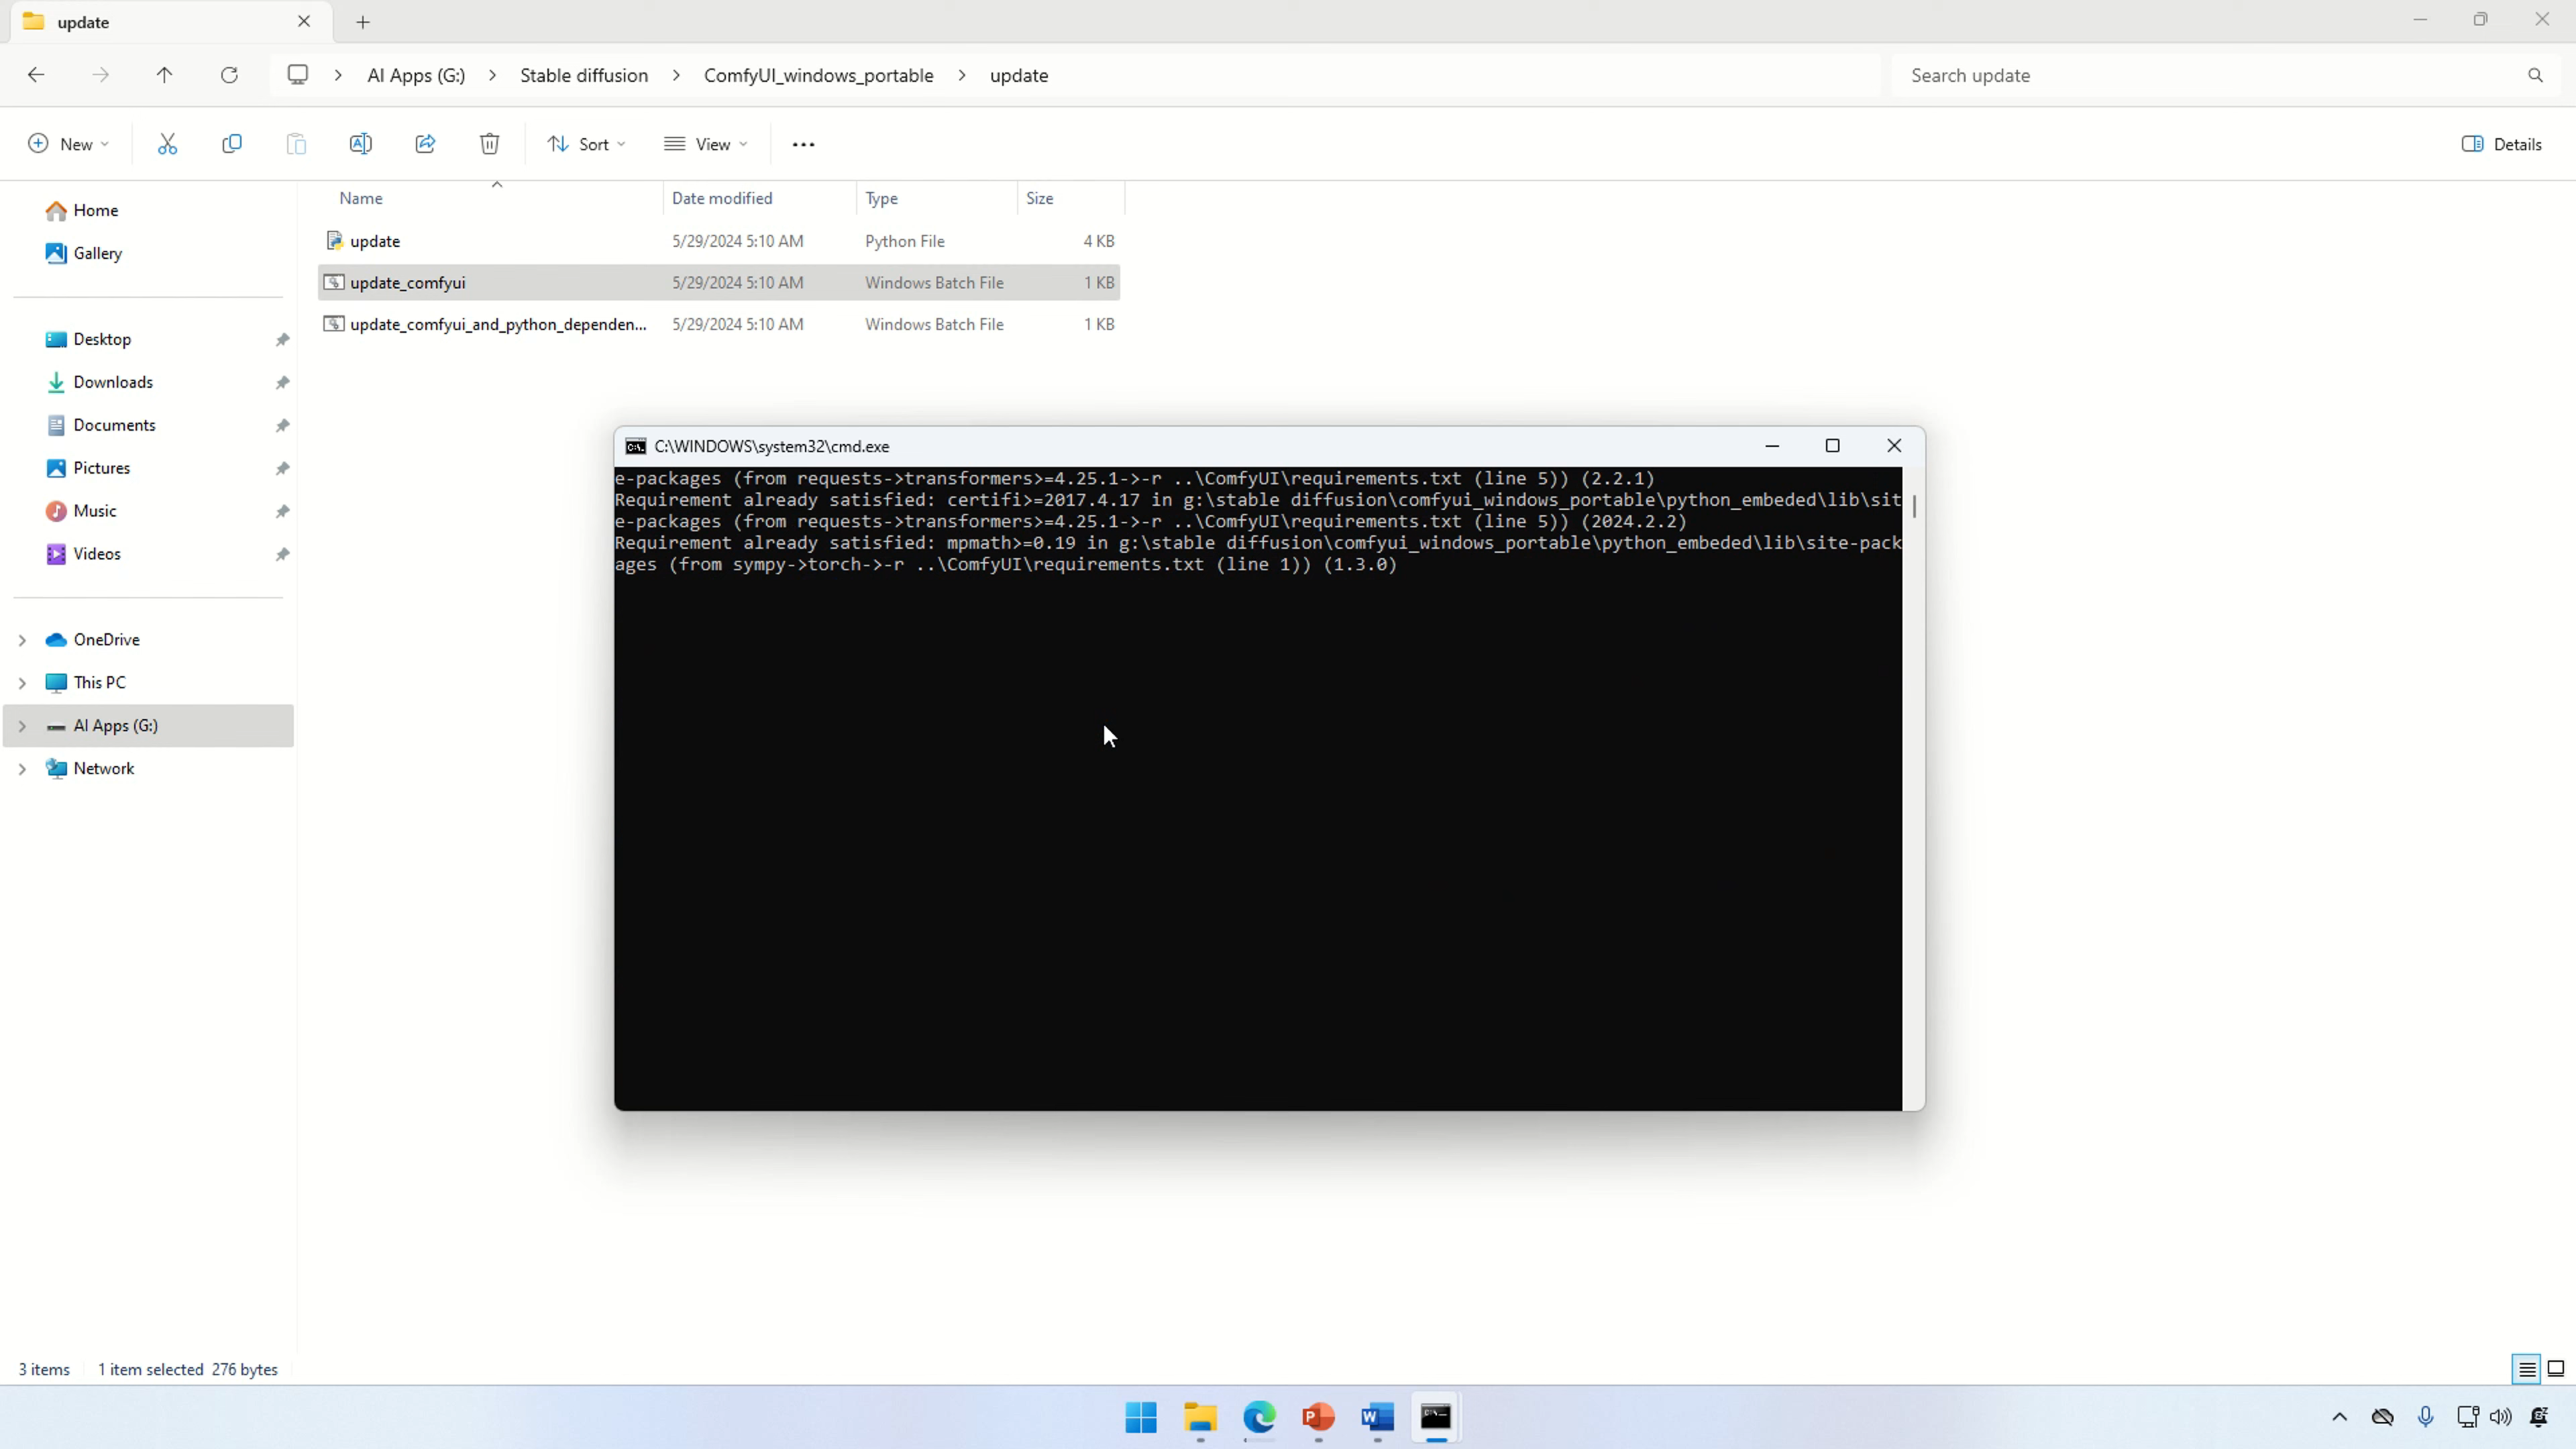 update
AI Apps (G:) > Stable diffusion > ComfyUI_windows_portable > update
Search update
New
Sort
View
Details
Name Date modified Type Size
update 5/29/2024 5:10 AM Python File 4 KB
update_comfyui 5/29/2024 5:10 AM Windows Batch File 1 KB
update_comfyui_and_python_dependen... 5/29/2024 5:10 AM Windows Batch File 1 KB
Home
Gallery
Desktop
Downloads
Documents
Pictures
Music
Videos
OneDrive
This PC
AI Apps (G:)
Network
C:\WINDOWS\system32\cmd.exe
e-packages (from requests->transformers>=4.25.1->-r ..\ComfyUI\requirements.txt (line 5)) (2.2.1)
Requirement already satisfied: certifi>=2017.4.17 in g:\stable diffusion\comfyui_windows_portable\python_embeded\lib\sit
e-packages (from requests->transformers>=4.25.1->-r ..\ComfyUI\requirements.txt (line 5)) (2024.2.2)
Requirement already satisfied: mpmath>=0.19 in g:\stable diffusion\comfyui_windows_portable\python_embeded\lib\site-pack
ages (from sympy->torch->-r ..\ComfyUI\requirements.txt (line 1)) (1.3.0)
3 items 1 item selected 276 bytes